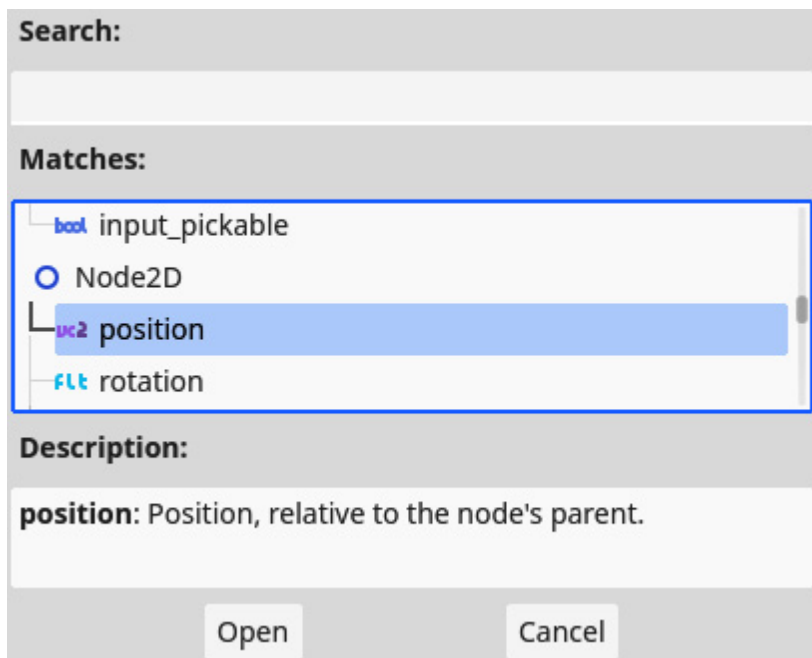 Search:
Matches:
bool input_pickable
Node2D
vc2 position
flt rotation
Description:
position: Position, relative to the node's parent.
Open Cancel